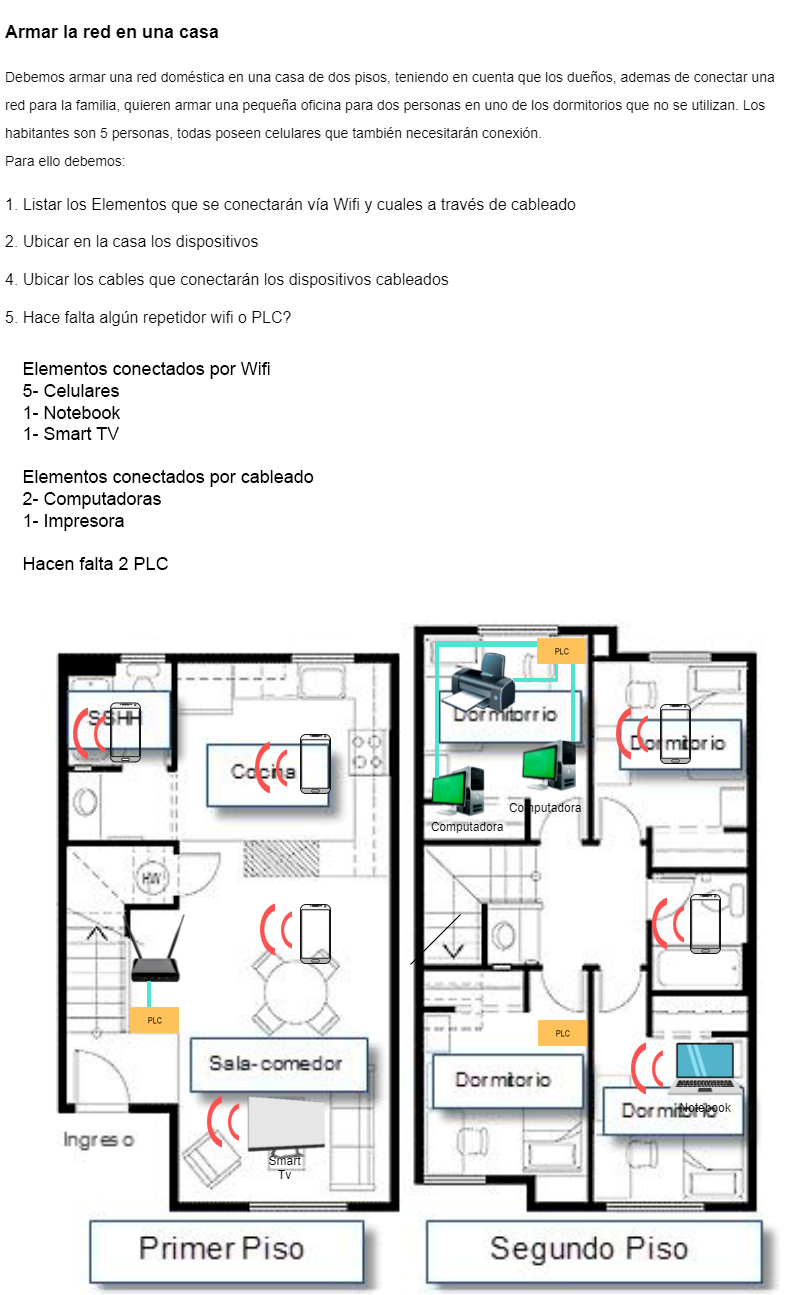 Armar la red en una casa
Debemos armar una red doméstica en una casa de dos pisos, teniendo en cuenta que los dueños, ademas de conectar una
red para la familia, quieren armar una pequeña oficina para dos personas en uno de los dormitorios que no se utilizan. Los
habitantes son 5 personas, todas poseen celulares que también necesitarán conexión.
Para ello debemos:
1. Listar los Elementos que se conectarán vía Wifi y cuales a través de cableado
2. Ubicar en la casa los dispositivos
4. Ubicar los cables que conectarán los dispositivos cableados
5. Hace falta algún repetidor wifi o PLC?
Elementos conectados por Wifi
5- Celulares
1- Notebook
1- Smart TV
Elementos conectados por cableado
2- Computadoras
1- Impresora
Hacen falta 2 PLC
SSHH
Cocina
HW
PLC
Sala-comedor
Smart
Tv
Ingreso
Primer Piso
PLC
Dormitorrio
Computadora
Computadora
Dormitorio
PLC
Dormitorio
Notebook
Dormitorio
Segundo Piso